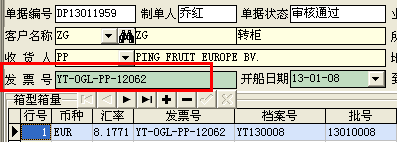 单据编号 DP13011959 制单人 乔红 单据状态 审核通过
客户名称 ZG ZG 转柜
收 货 人 PP PING FRUIT EUROPE BV.
发 票 号 YT-OGL-PP-12062 开船日期 13-01-08
箱型箱量
行号 币种 汇率 发票号 档案号 批号
1 EUR 8.1771 YT-OGL-PP-12062 YT130008 13010008